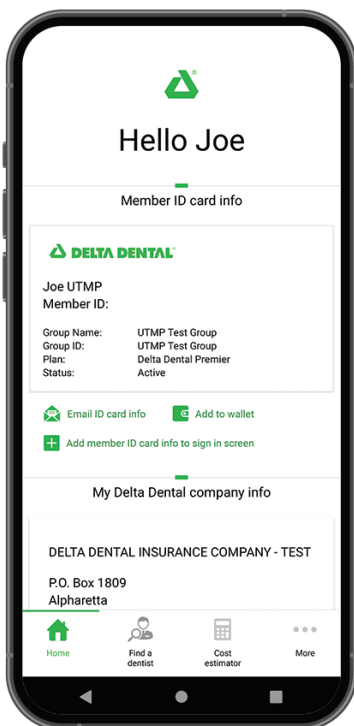 Hello Joe
Member ID card info
DELTA DENTAL®
Joe UTMP
Member ID:
Group Name: UTMP Test Group
Group ID: UTMP Test Group
Plan: Delta Dental Premier
Status: Active
Email ID card info Add to wallet
Add member ID card info to sign in screen
My Delta Dental company info
DELTA DENTAL INSURANCE COMPANY - TEST
P.O. Box 1809
Alpharetta
Home Find a dentist Cost estimator More